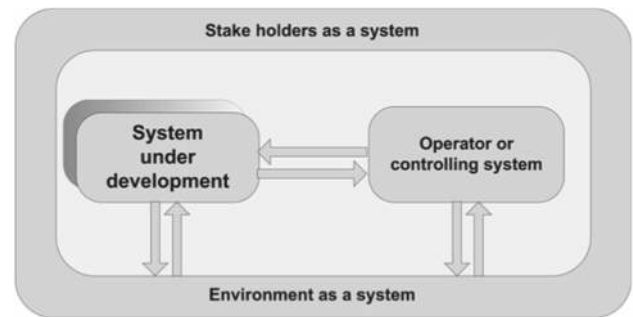 Stake holders as a system
System
under
development
Operator or
controlling system
Environment as a system